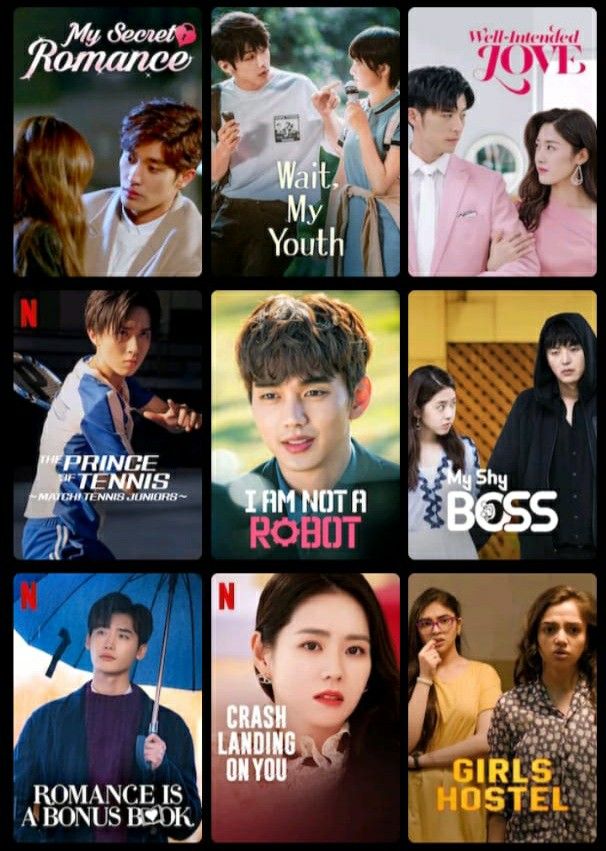 My Secret
Romance
Wait,
My
Youth
Well-Intended
LOVE
N
THE PRINCE
OF TENNIS
~MATCH! TENNIS JUNIORS~
I AM NOT A
ROBOT
My Shy
BOSS
N
ROMANCE IS
A BONUS BOOK
N
CRASH
LANDING
ON YOU
GIRLS
HOSTEL